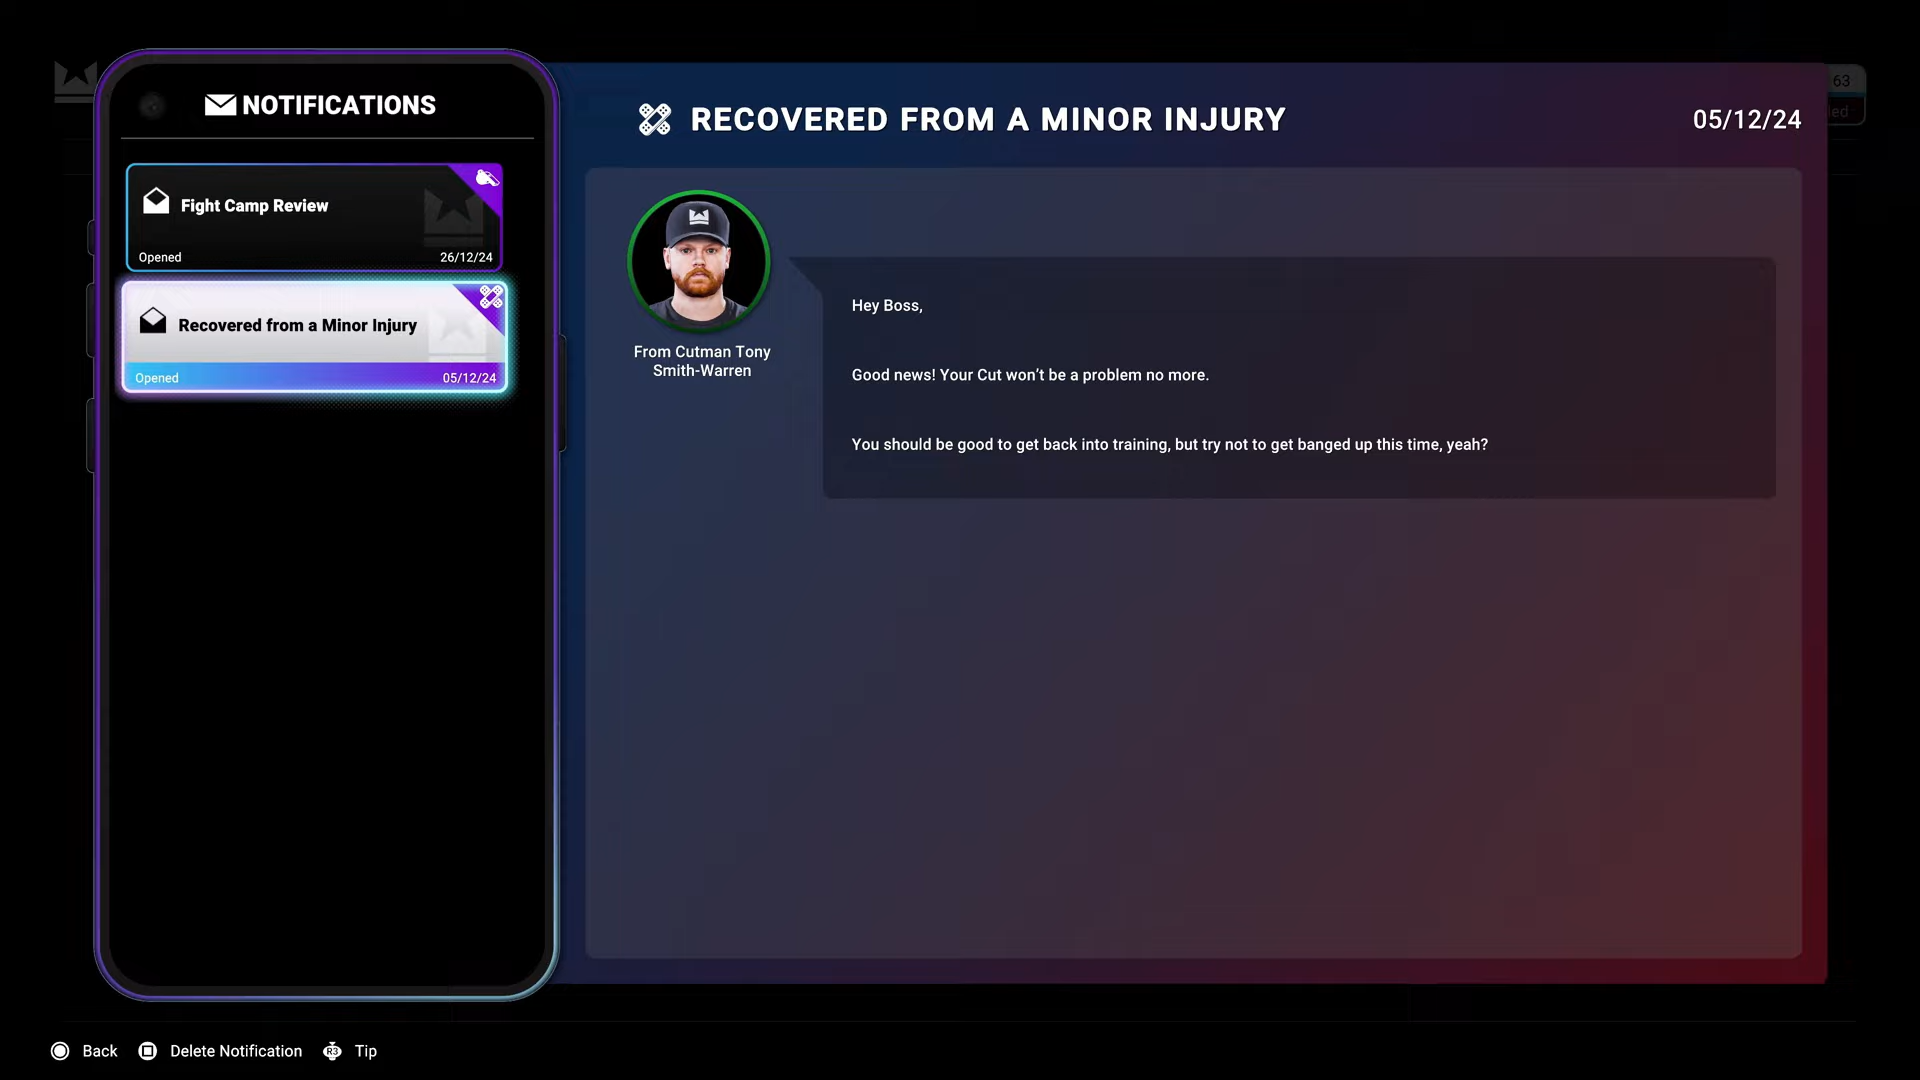 NOTIFICATIONS
Fight Camp Review
Opened
26/12/24
Recovered from a Minor Injury
Opened
05/12/24
RECOVERED FROM A MINOR INJURY
05/12/24
63
From Cutman Tony
Smith-Warren
Hey Boss,
Good news! Your Cut won’t be a problem no more.
You should be good to get back into training, but try not to get banged up this time, yeah?
Back
Delete Notification
R3
Tip